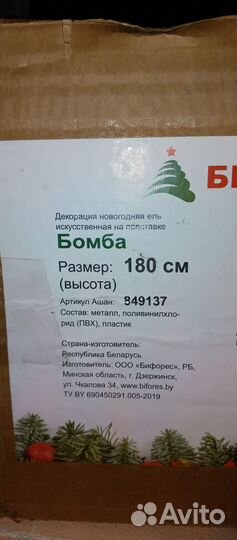 БИ
Декорация новогодняя ель
искусственная на подставке
Бомба
Размер: 180 см
(высота)
Артикул Ашан: 849137
Состав: металл, поливинилхло-
рид (ПВХ), пластик
Страна-изготовитель:
Республика Беларусь
Изготовитель: ООО «Бифорес», РБ,
Минская область, г. Дзержинск,
ул. Чкалова 34, www.bifores.by
ТУ BY 690450291.005-2019
Avito